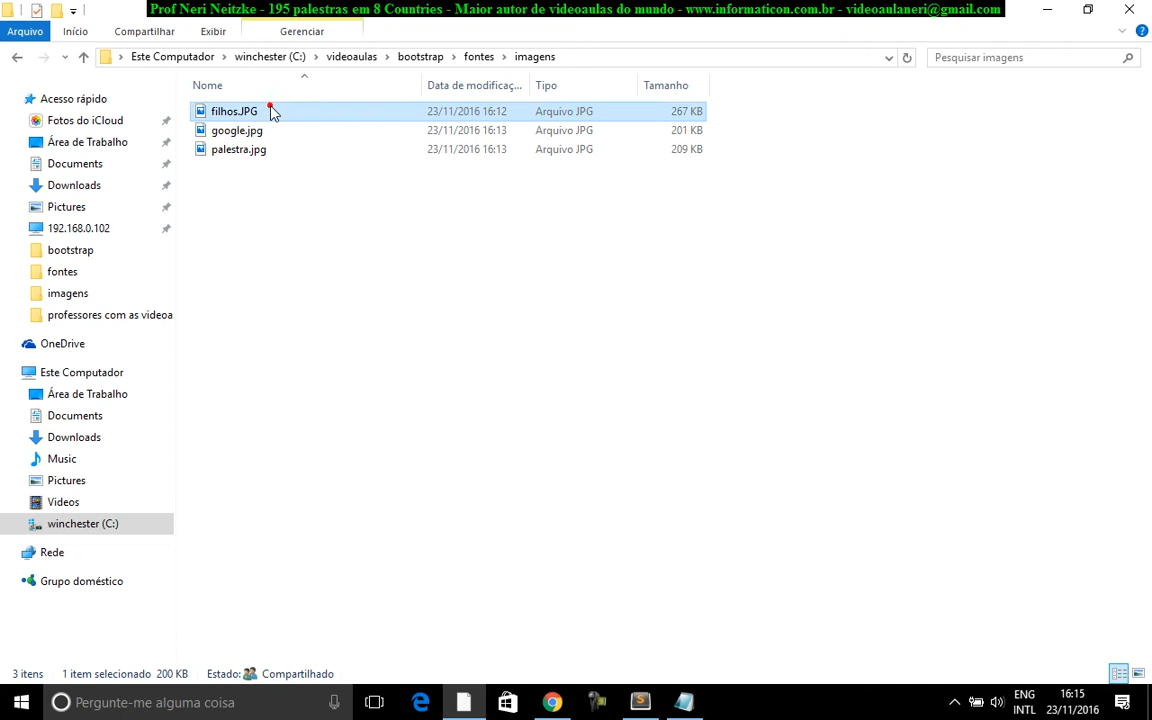 Prof Neri Neitzke - 195 palestras em 8 Countries - Maior autor de videoaulas do mundo - www.informaticon.com.br - videoaulaneri@gmail.com
Arquivo Início Compartilhar Exibir Gerenciar
Este Computador winchester (C:) videoaulas bootstrap fontes imagens Pesquisar imagens
Nome Data de modificaç... Tipo Tamanho
filhos.JPG 23/11/2016 16:12 Arquivo JPG 267 KB
google.jpg 23/11/2016 16:13 Arquivo JPG 201 KB
palestra.jpg 23/11/2016 16:13 Arquivo JPG 209 KB
Acesso rápido
Fotos do iCloud
Área de Trabalho
Documents
Downloads
Pictures
192.168.0.102
bootstrap
fontes
imagens
professores com as videoa
OneDrive
Este Computador
Área de Trabalho
Documents
Downloads
Music
Pictures
Videos
winchester (C:)
Rede
Grupo doméstico
3 itens 1 item selecionado 200 KB Estado: Compartilhado
Pergunte-me alguma coisa
ENG 16:15
INTL 23/11/2016